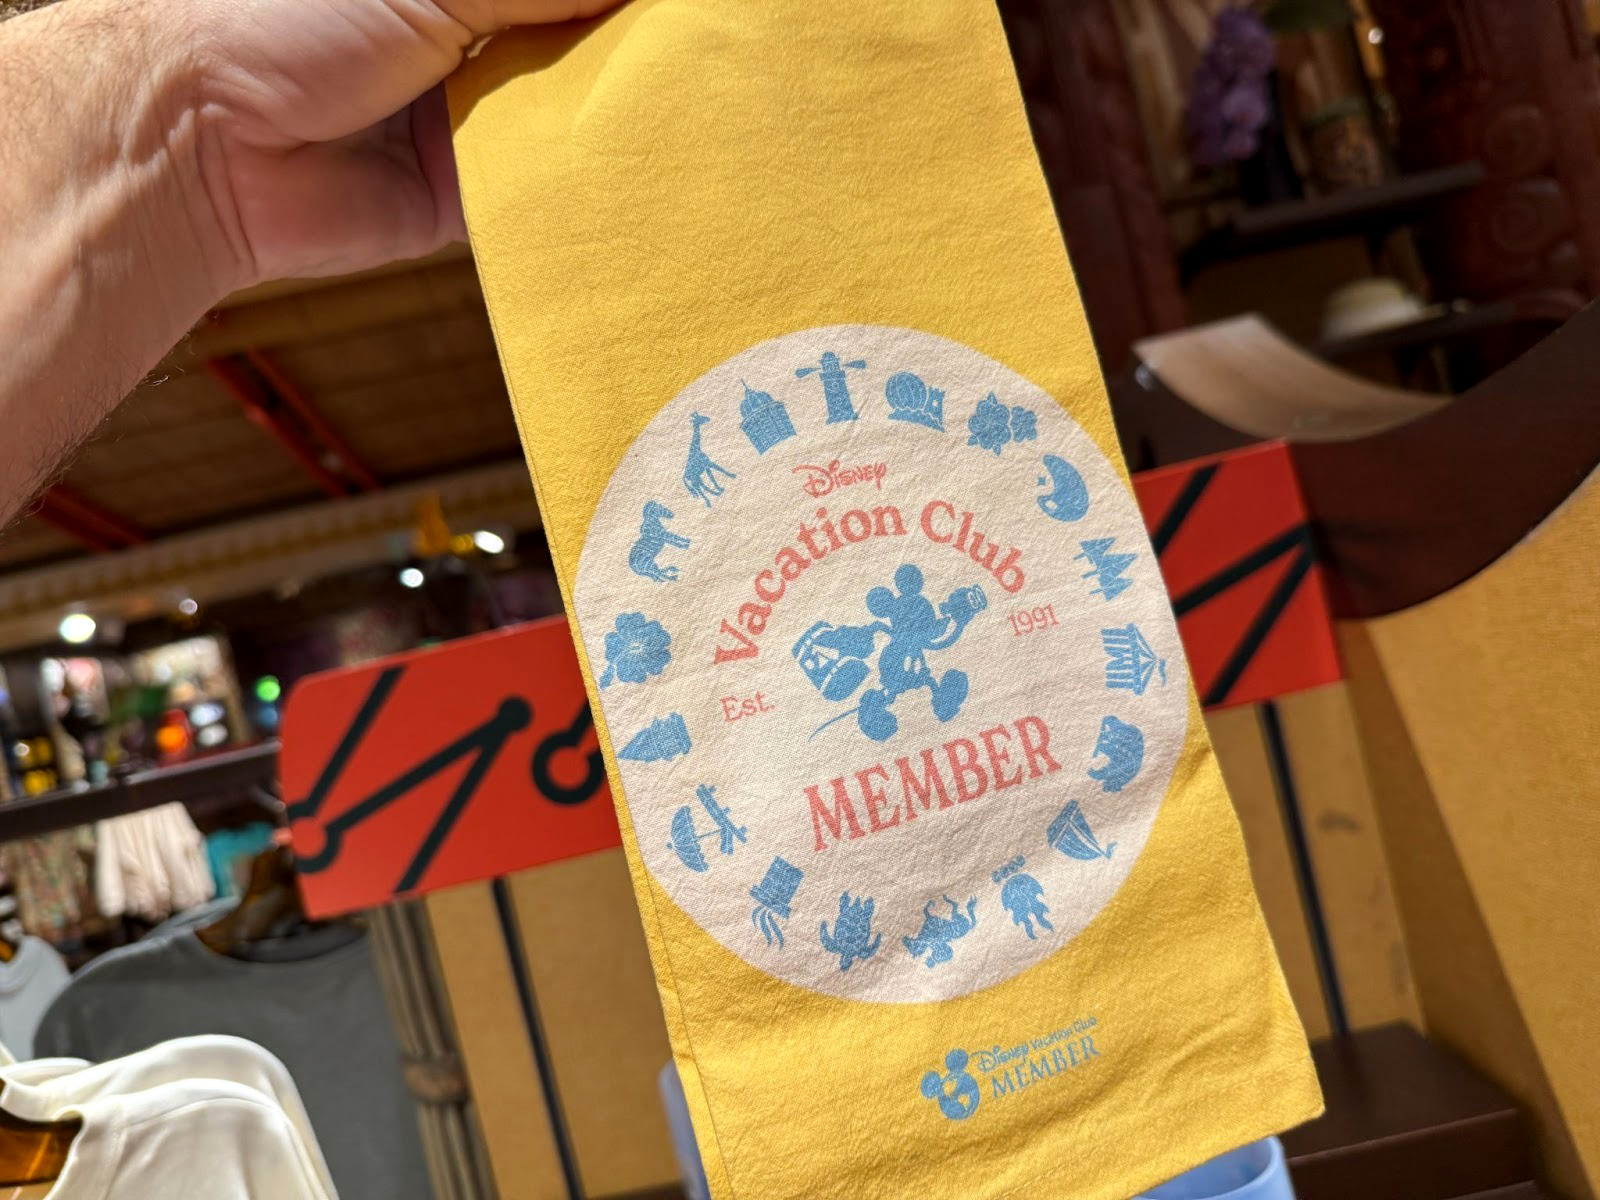 Disney
Vacation Club
Est. 1991
MEMBER
Disney Vacation Club
MEMBER